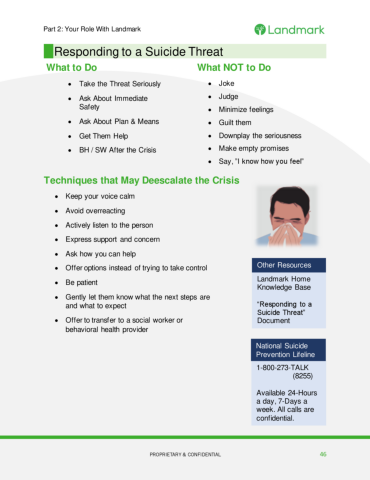 Part 2: Your Role With Landmark
Landmark
Responding to a Suicide Threat
What to Do
• Take the Threat Seriously
• Ask About Immediate
Safety
• Ask About Plan & Means
• Get Them Help
• BH / SW After the Crisis
What NOT to Do
• Joke
• Judge
• Minimize feelings
• Guilt them
• Downplay the seriousness
• Make empty promises
• Say, "I know how you feel"
Techniques that May Deescalate the Crisis
• Keep your voice calm
• Avoid overreacting
• Actively listen to the person
• Express support and concern
• Ask how you can help
• Offer options instead of trying to take control
• Be patient
• Gently let them know what the next steps are
and what to expect
• Offer to transfer to a social worker or
behavioral health provider
Other Resources
Landmark Home
Knowledge Base
"Responding to a
Suicide Threat"
Document
National Suicide
Prevention Lifeline
1-800-273-TALK
(8255)
Available 24-Hours
a day, 7-Days a
week. All calls are
confidential.
PROPRIETARY & CONFIDENTIAL
46